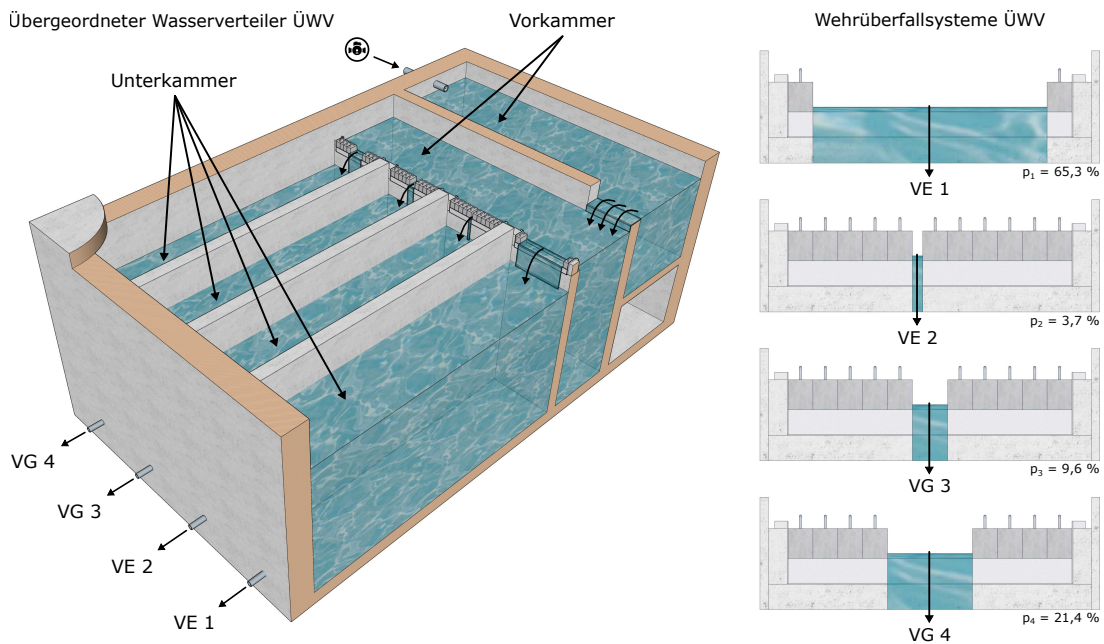 Übergeordneter Wasserverteiler ÜWV
Vorkammer
Unterkammer
VG 4
VG 3
VE 2
VE 1
Wehrüberfallsysteme ÜWV
VE 1
p₁ = 65,3 %
VE 2
p₂ = 3,7 %
VG 3
p₃ = 9,6 %
VG 4
p₄ = 21,4 %